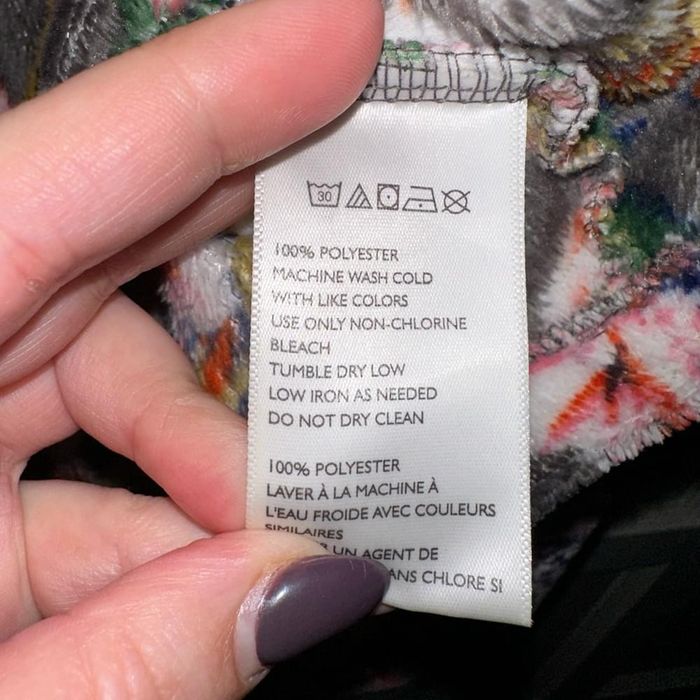 30
100% POLYESTER
MACHINE WASH COLD
WITH LIKE COLORS
USE ONLY NON-CHLORINE
BLEACH
TUMBLE DRY LOW
LOW IRON AS NEEDED
DO NOT DRY CLEAN
100% POLYESTER
LAVER À LA MACHINE À
L'EAU FROIDE AVEC COULEURS
SIMILAIRES
UN AGENT DE
CHLORE SI